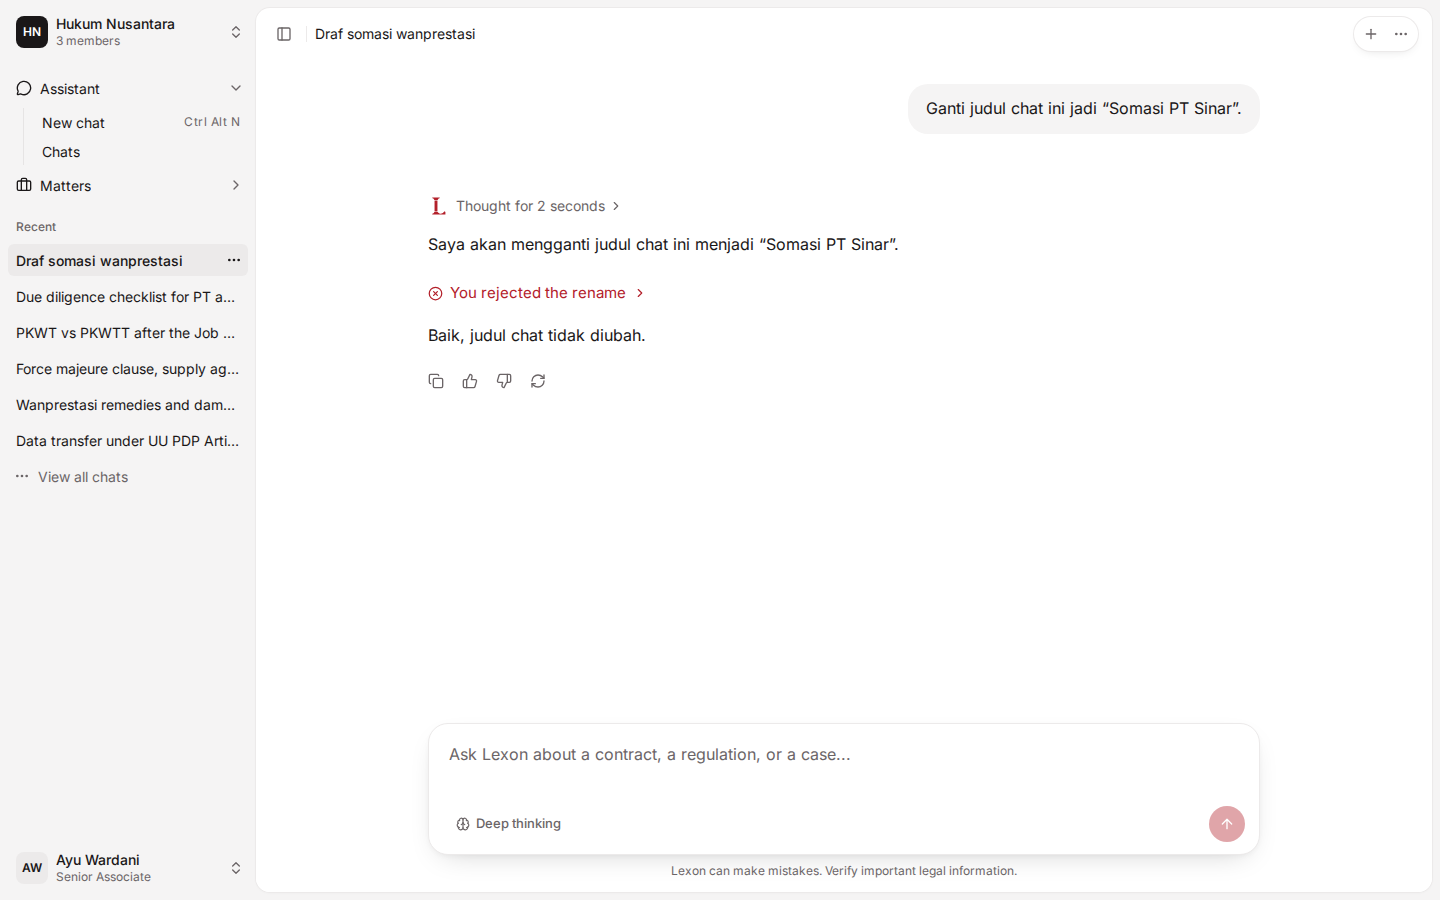 HN
Hukum Nusantara
3 members
Assistant
New chat
Ctrl Alt N
Chats
Matters
Recent
Draf somasi wanprestasi
Due diligence checklist for PT a...
PKWT vs PKWTT after the Job ...
Force majeure clause, supply ag...
Wanprestasi remedies and dam...
Data transfer under UU PDP Arti...
View all chats
AW
Ayu Wardani
Senior Associate
Draf somasi wanprestasi
Ganti judul chat ini jadi “Somasi PT Sinar”.
L
Thought for 2 seconds
Saya akan mengganti judul chat ini menjadi “Somasi PT Sinar”.
You rejected the rename
Baik, judul chat tidak diubah.
Ask Lexon about a contract, a regulation, or a case...
Deep thinking
Lexon can make mistakes. Verify important legal information.